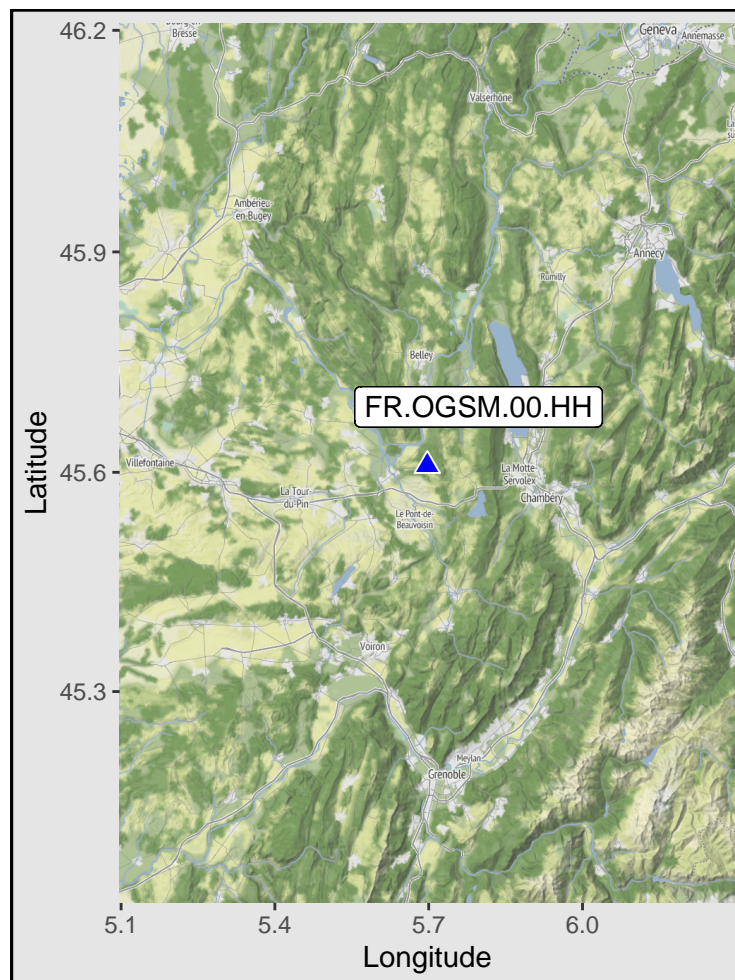 46.2
45.9
45.6
45.3
5.1
5.4
5.7
6.0
Latitude
Longitude
Bresse
Geneva
Annemasse
Valserhône
Ambérieu-
en-Bugey
Annecy
Rumilly
Belley
FR.OGSM.00.HH
Villefontaine
La Motte-
Servolex
La Tour-
du-Pin
Chambéry
Le Pont-de-
Beauvoisin
Voiron
Meylan
Grenoble